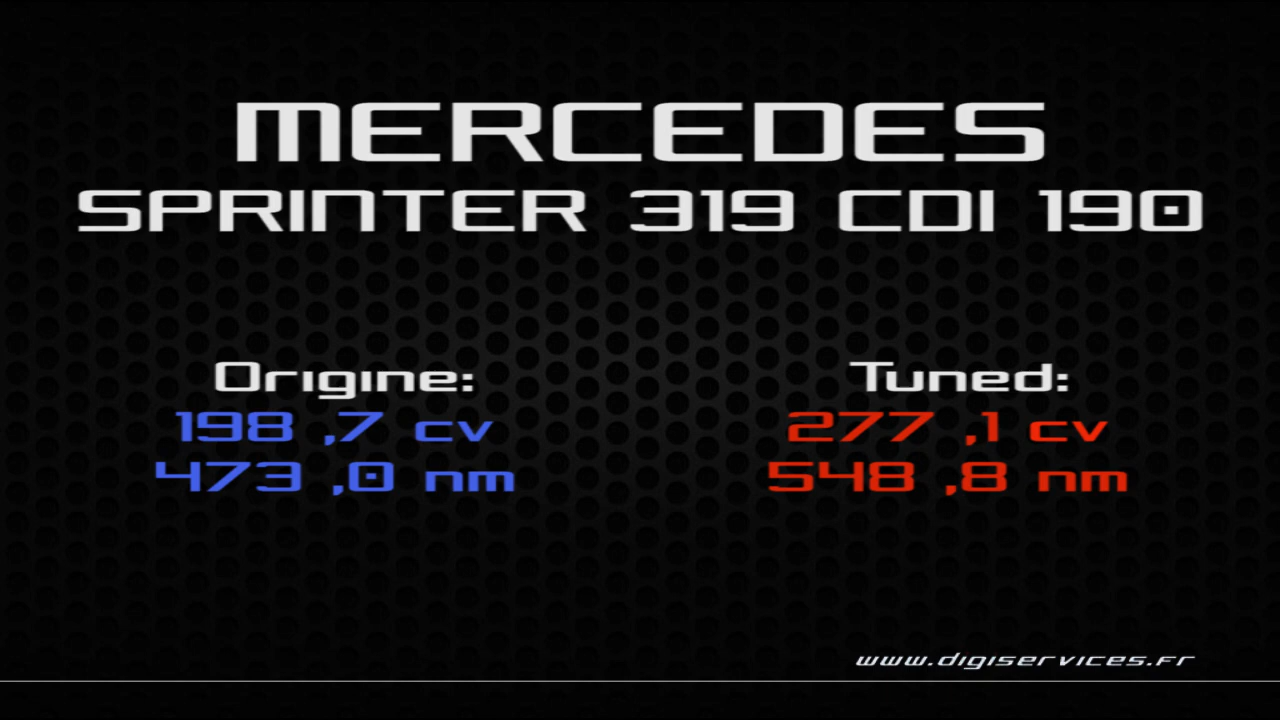 MERCEDES
SPRINTER 319 CDI 190
Origine:
198 ,7 cv
473 ,0 nm
Tuned:
277 ,1 cv
548 ,8 nm
www.digiservices.fr